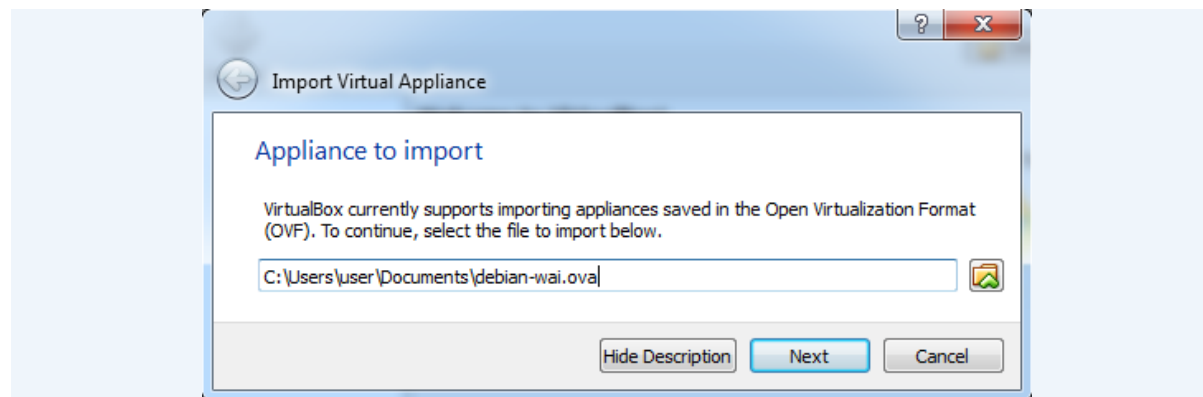 Import Virtual Appliance
Appliance to import
VirtualBox currently supports importing appliances saved in the Open Virtualization Format
(OVF). To continue, select the file to import below.
C:\Users\user\Documents\debian-wai.ova
Hide Description Next Cancel